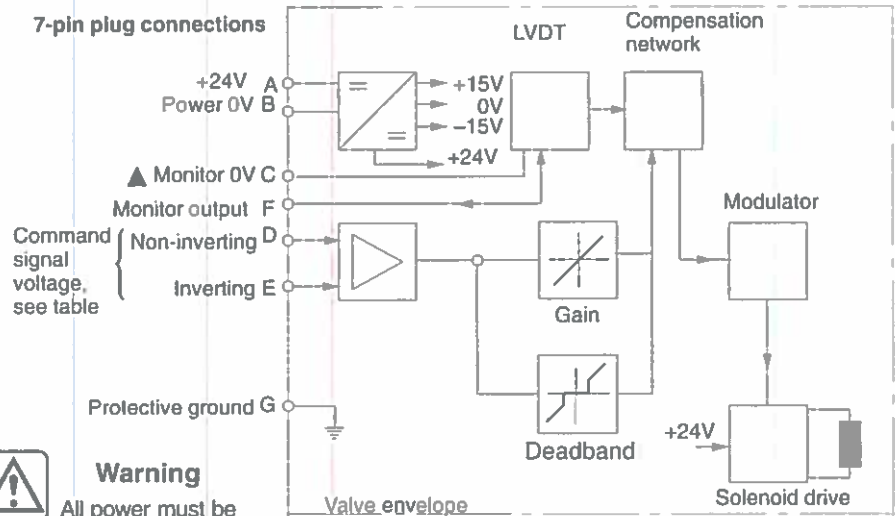 7-pin plug connections
LVDT
Compensation
network
+24V A
Power 0V B
+15V
0V
−15V
+24V
▲ Monitor 0V C
Monitor output F
Command
signal
voltage,
see table
Non-inverting D
Inverting E
Gain
Modulator
Deadband
Protective ground G
+24V
Solenoid drive
Warning
All power must be
Valve envelope